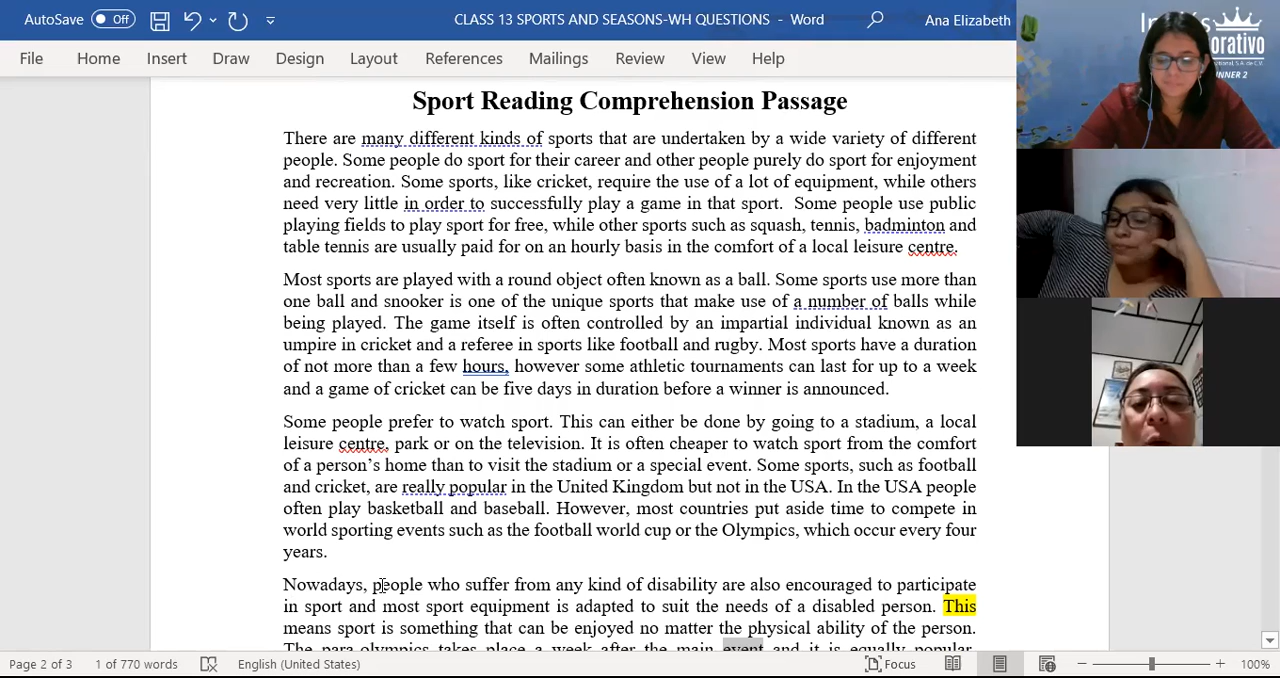 AutoSave Off CLASS 13 SPORTS AND SEASONS-WH QUESTIONS - Word Ana Elizabeth
File Home Insert Draw Design Layout References Mailings Review View Help
Sport Reading Comprehension Passage
There are many different kinds of sports that are undertaken by a wide variety of different
people. Some people do sport for their career and other people purely do sport for enjoyment
and recreation. Some sports, like cricket, require the use of a lot of equipment, while others
need very little in order to successfully play a game in that sport. Some people use public
playing fields to play sport for free, while other sports such as squash, tennis, badminton and
table tennis are usually paid for on an hourly basis in the comfort of a local leisure centre.
Most sports are played with a round object often known as a ball. Some sports use more than
one ball and snooker is one of the unique sports that make use of a number of balls while
being played. The game itself is often controlled by an impartial individual known as an
umpire in cricket and a referee in sports like football and rugby. Most sports have a duration
of not more than a few hours, however some athletic tournaments can last for up to a week
and a game of cricket can be five days in duration before a winner is announced.
Some people prefer to watch sport. This can either be done by going to a stadium, a local
leisure centre, park or on the television. It is often cheaper to watch sport from the comfort
of a person's home than to visit the stadium or a special event. Some sports, such as football
and cricket, are really popular in the United Kingdom but not in the USA. In the USA people
often play basketball and baseball. However, most countries put aside time to compete in
world sporting events such as the football world cup or the Olympics, which occur every four
years.
Nowadays, people who suffer from any kind of disability are also encouraged to participate
in sport and most sport equipment is adapted to suit the needs of a disabled person. This
means sport is something that can be enjoyed no matter the physical ability of the person.
The para-olympics takes place a week after the main event and it is equally popular.
Page 2 of 3 1 of 770 words English (United States) Focus 100%